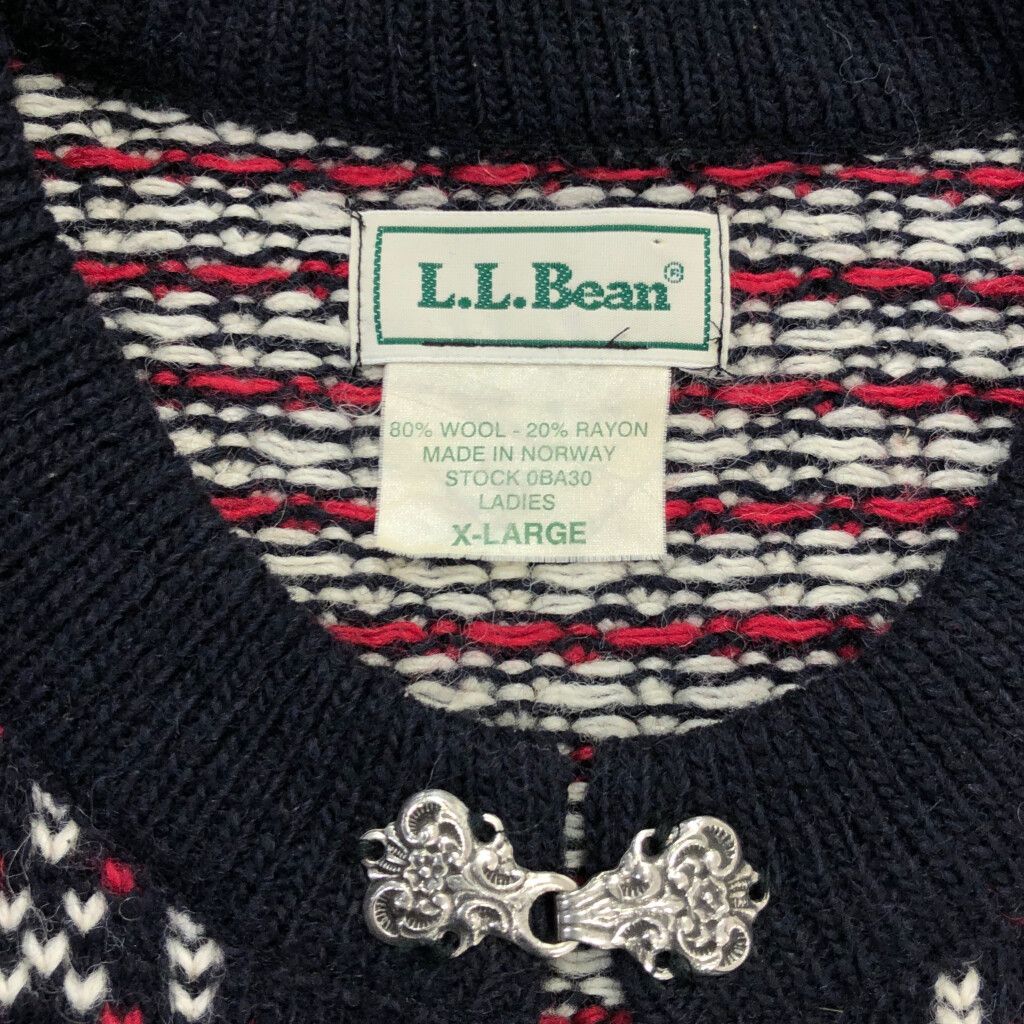 L.L.Bean®
80% WOOL - 20% RAYON
MADE IN NORWAY
STOCK 0BA30
LADIES
X-LARGE